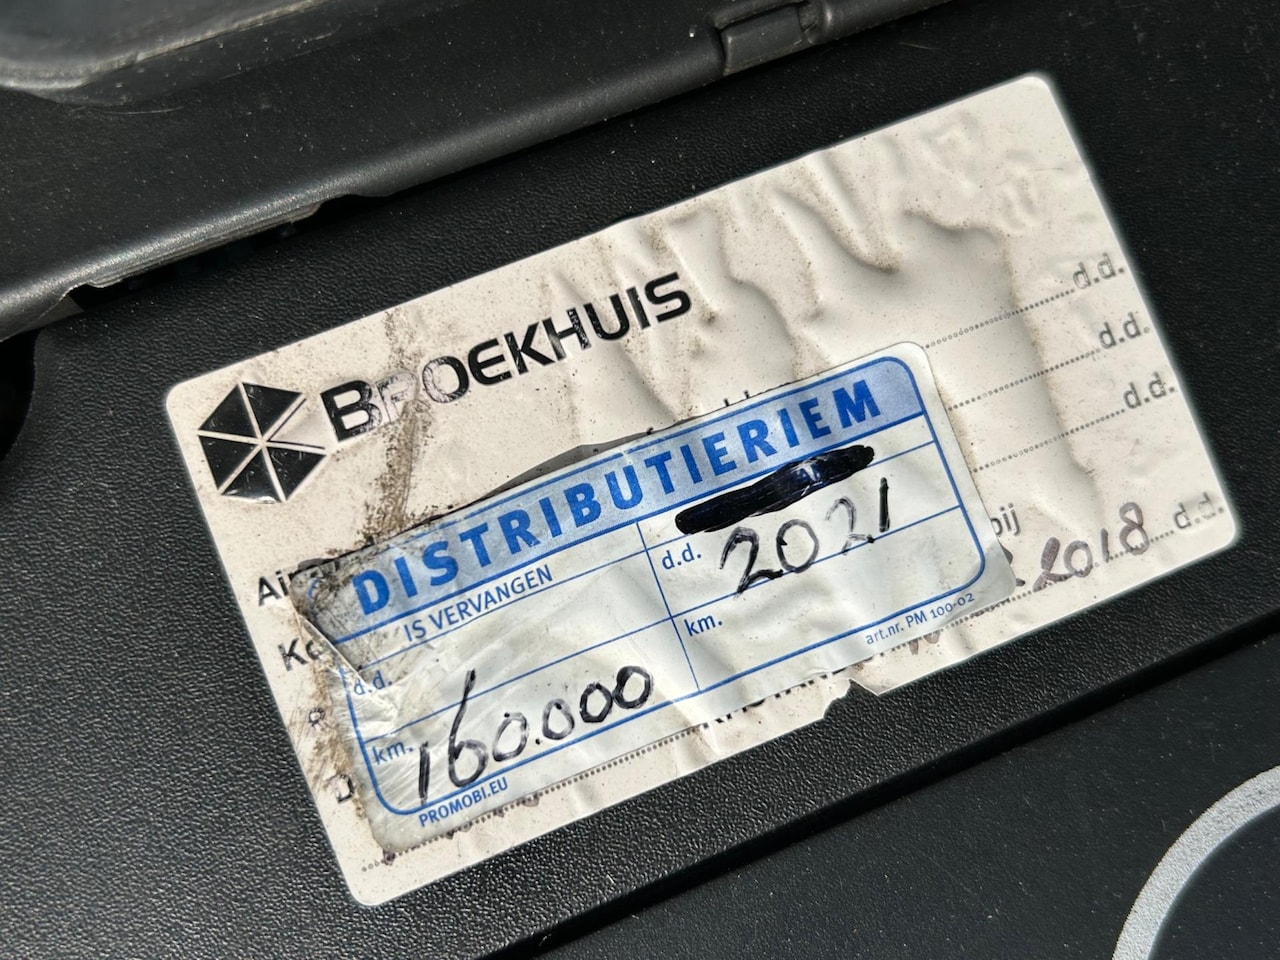 BROEKHUIS
d.d.
d.d.
d.d.
2018 d.d.
DISTRIBUTIERIEM
IS VERVANGEN
d.d. 2021
d.d.
km.
km. 160.000
art.nr. PM 100-02
PROMOBI.EU